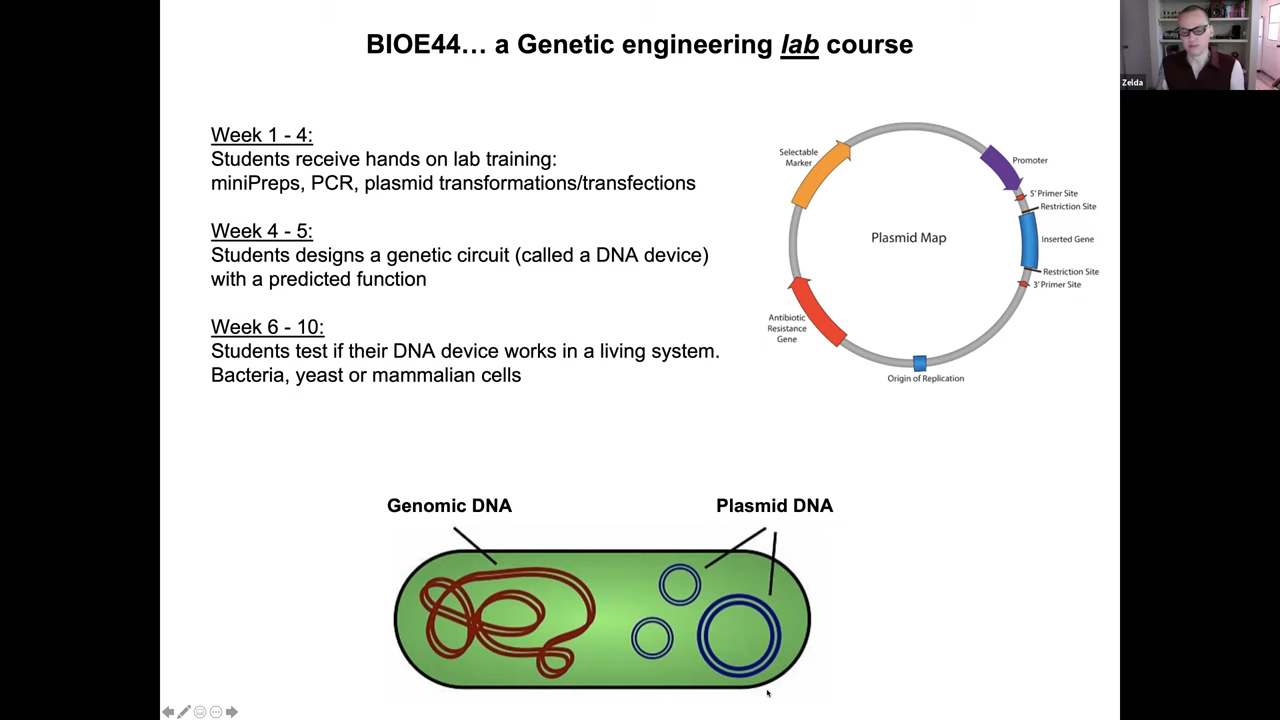 BIOE44... a Genetic engineering lab course
Zelda
Week 1 - 4:
Students receive hands on lab training:
miniPreps, PCR, plasmid transformations/transfections
Week 4 - 5:
Students designs a genetic circuit (called a DNA device)
with a predicted function
Week 6 - 10:
Students test if their DNA device works in a living system.
Bacteria, yeast or mammalian cells
Selectable
Marker
Promoter
5' Primer Site
Restriction Site
Plasmid Map
Inserted Gene
Restriction Site
3' Primer Site
Antibiotic
Resistance
Gene
Origin of Replication
Genomic DNA
Plasmid DNA